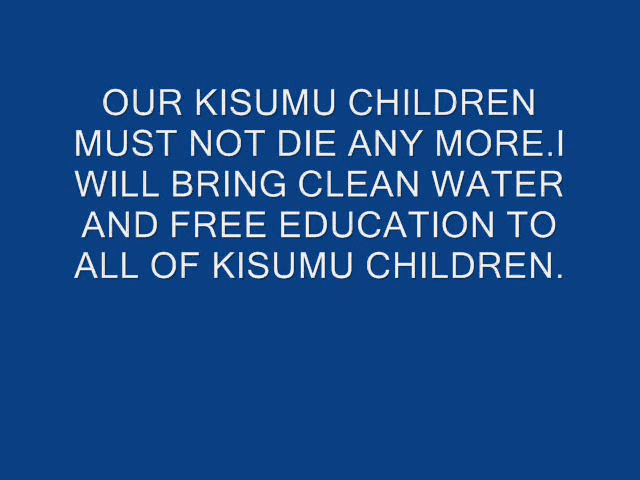 OUR KISUMU CHILDREN
MUST NOT DIE ANY MORE.I
WILL BRING CLEAN WATER
AND FREE EDUCATION TO
ALL OF KISUMU CHILDREN.